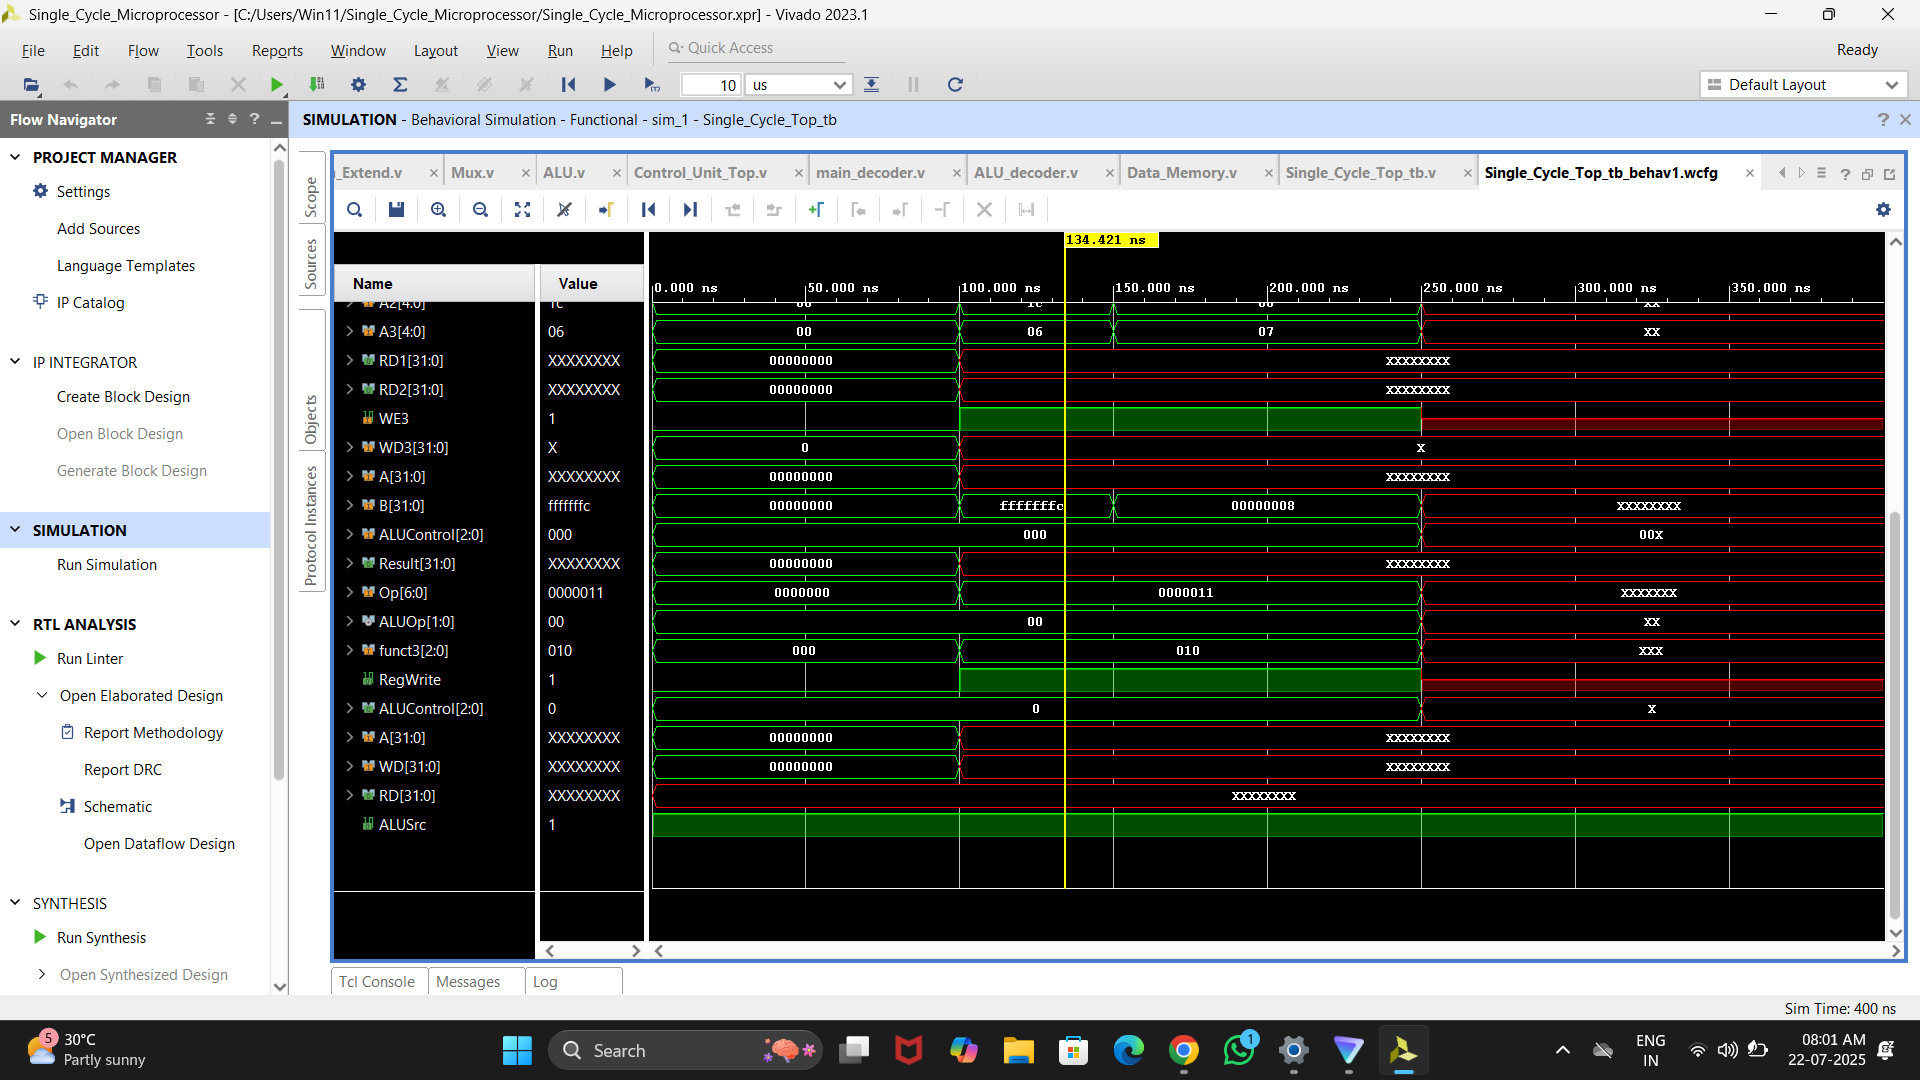 Single_Cycle_Microprocessor - [C:/Users/Win11/Single_Cycle_Microprocessor/Single_Cycle_Microprocessor.xpr] - Vivado 2023.1
File Edit Flow Tools Reports Window Layout View Run Help Quick Access Ready
10 us Default Layout
Flow Navigator ? SIMULATION - Behavioral Simulation - Functional - sim_1 - Single_Cycle_Top_tb ?
PROJECT MANAGER
Settings
Add Sources
Language Templates
IP Catalog
IP INTEGRATOR
Create Block Design
Open Block Design
Generate Block Design
SIMULATION
Run Simulation
RTL ANALYSIS
Run Linter
Open Elaborated Design
Report Methodology
Report DRC
Schematic
Open Dataflow Design
SYNTHESIS
Run Synthesis
Open Synthesized Design
Scope
Sources
Objects
Protocol Instances
_Extend.v Mux.v ALU.v Control_Unit_Top.v main_decoder.v ALU_decoder.v Data_Memory.v Single_Cycle_Top_tb.v Single_Cycle_Top_tb_behav1.wcfg ?
134.421 ns
Name Value 0.000 ns 50.000 ns 100.000 ns 150.000 ns 200.000 ns 250.000 ns 300.000 ns 350.000 ns
A2[4:0] 1c 00 1c 08 XX
A3[4:0] 06 00 06 07 XX
RD1[31:0] XXXXXXXX 00000000 XXXXXXXX
RD2[31:0] XXXXXXXX 00000000 XXXXXXXX
WE3 1
WD3[31:0] X 0 X
A[31:0] XXXXXXXX 00000000 XXXXXXXX
B[31:0] fffffffc 00000000 fffffffc 00000008 XXXXXXXX
ALUControl[2:0] 000 000 00X
Result[31:0] XXXXXXXX 00000000 XXXXXXXX
Op[6:0] 0000011 0000000 0000011 XXXXXXX
ALUOp[1:0] 00 00 XX
funct3[2:0] 010 000 010 XXX
RegWrite 1
ALUControl[2:0] 0 0 X
A[31:0] XXXXXXXX 00000000 XXXXXXXX
WD[31:0] XXXXXXXX 00000000 XXXXXXXX
RD[31:0] XXXXXXXX XXXXXXXX
ALUSrc 1
Tcl Console Messages Log
Sim Time: 400 ns
5 30°C
Partly sunny
Search
1
ENG
IN
08:01 AM
22-07-2025